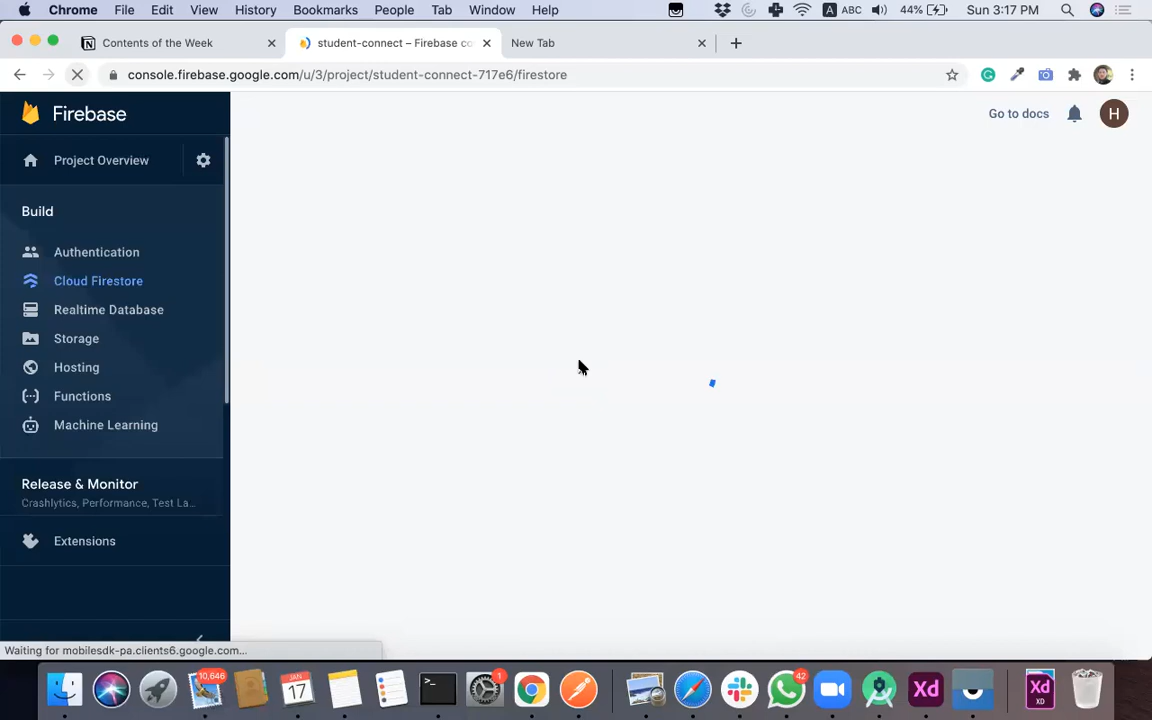 Chrome File Edit View History Bookmarks People Tab Window Help A ABC 44% Sun 3:17 PM
Contents of the Week student-connect – Firebase co New Tab
console.firebase.google.com/u/3/project/student-connect-717e6/firestore
Firebase
Go to docs H
Project Overview
Build
Authentication
Cloud Firestore
Realtime Database
Storage
Hosting
Functions
Machine Learning
Release & Monitor
Crashlytics, Performance, Test La...
Extensions
Waiting for mobilesdk-pa.clients6.google.com...
10,646 JAN 17 1 42 Xd Xd